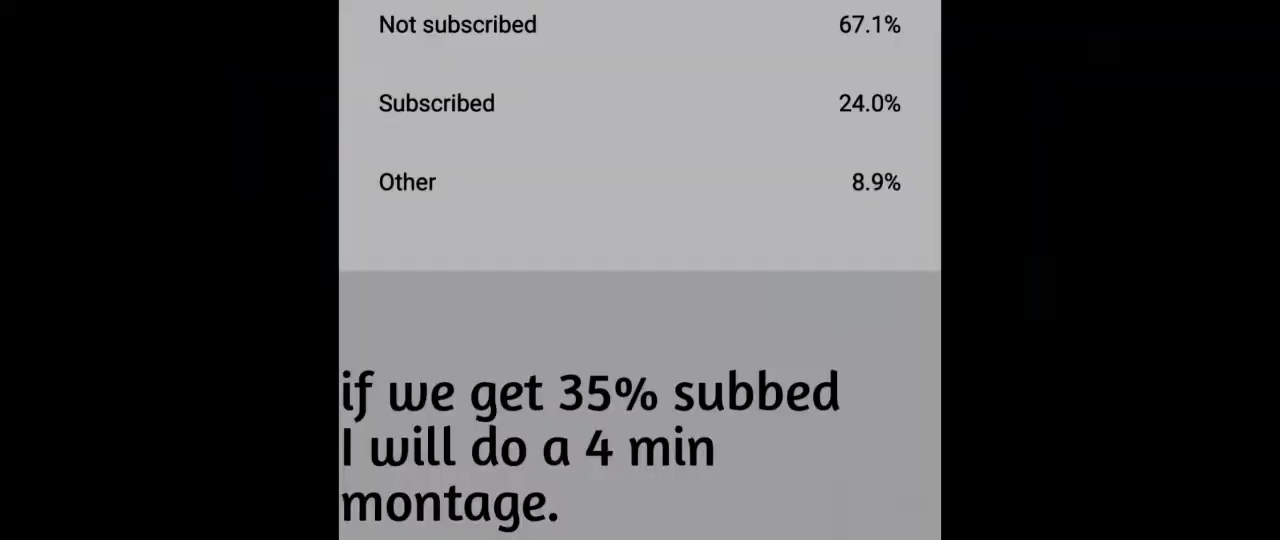 Not subscribed 67.1%
Subscribed 24.0%
Other 8.9%
if we get 35% subbed
I will do a 4 min
montage.